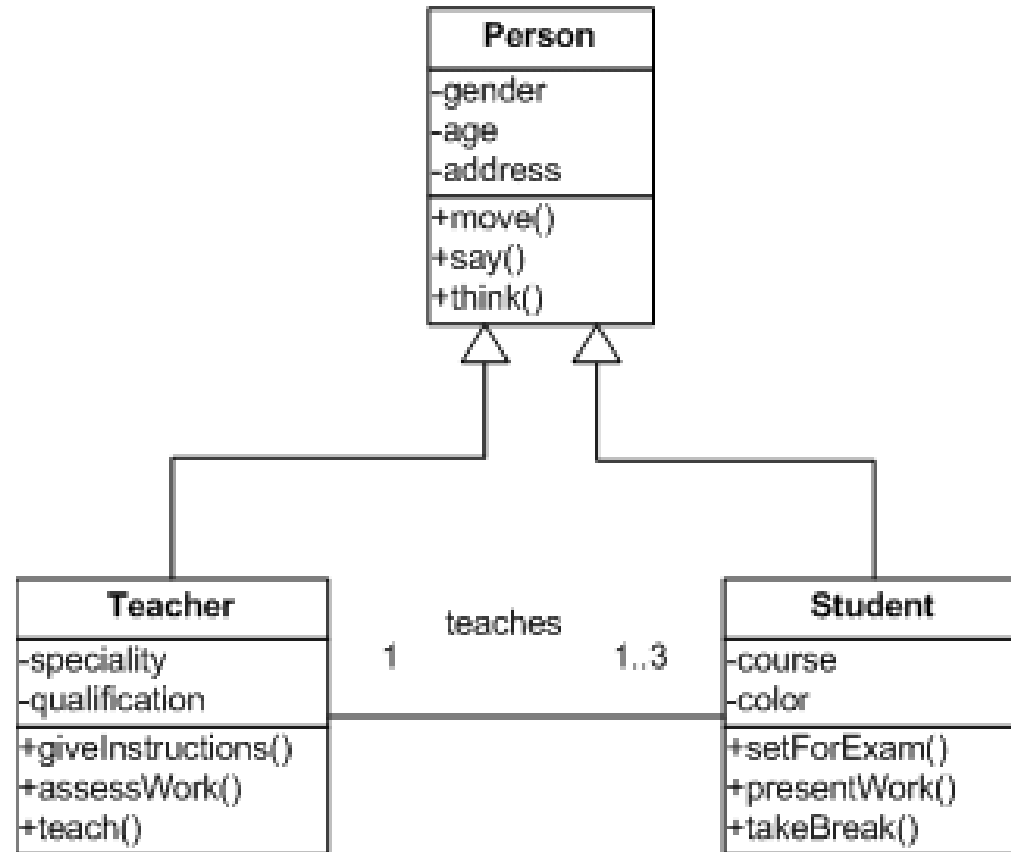 Person
-gender
-age
-address
+move()
+say()
+think()
Teacher
-speciality
-qualification
+giveInstructions()
+assessWork()
+teach()
teaches
1
1..3
Student
-course
-color
+setForExam()
+presentWork()
+takeBreak()